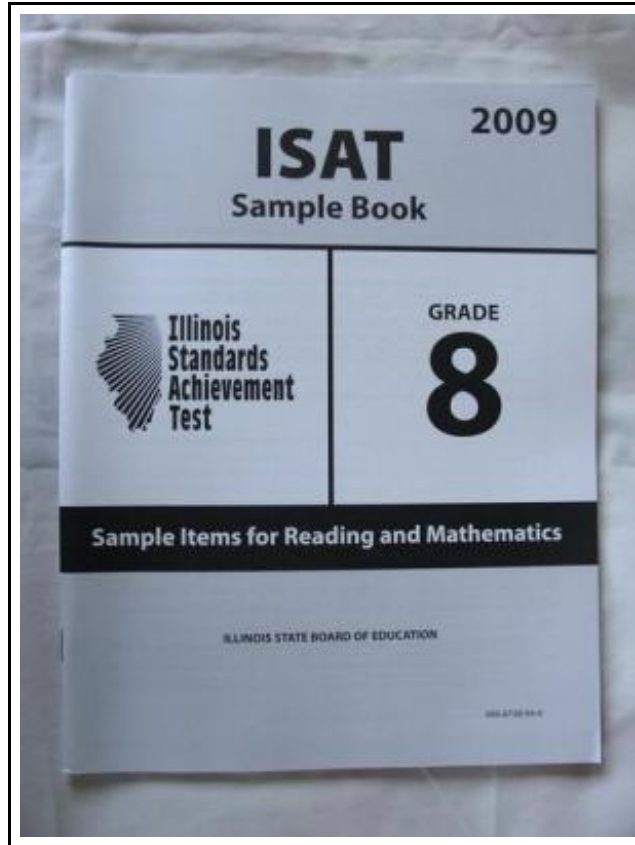 2009
ISAT
Sample Book
Illinois
Standards
Achievement
Test
GRADE
8
Sample Items for Reading and Mathematics
ILLINOIS STATE BOARD OF EDUCATION